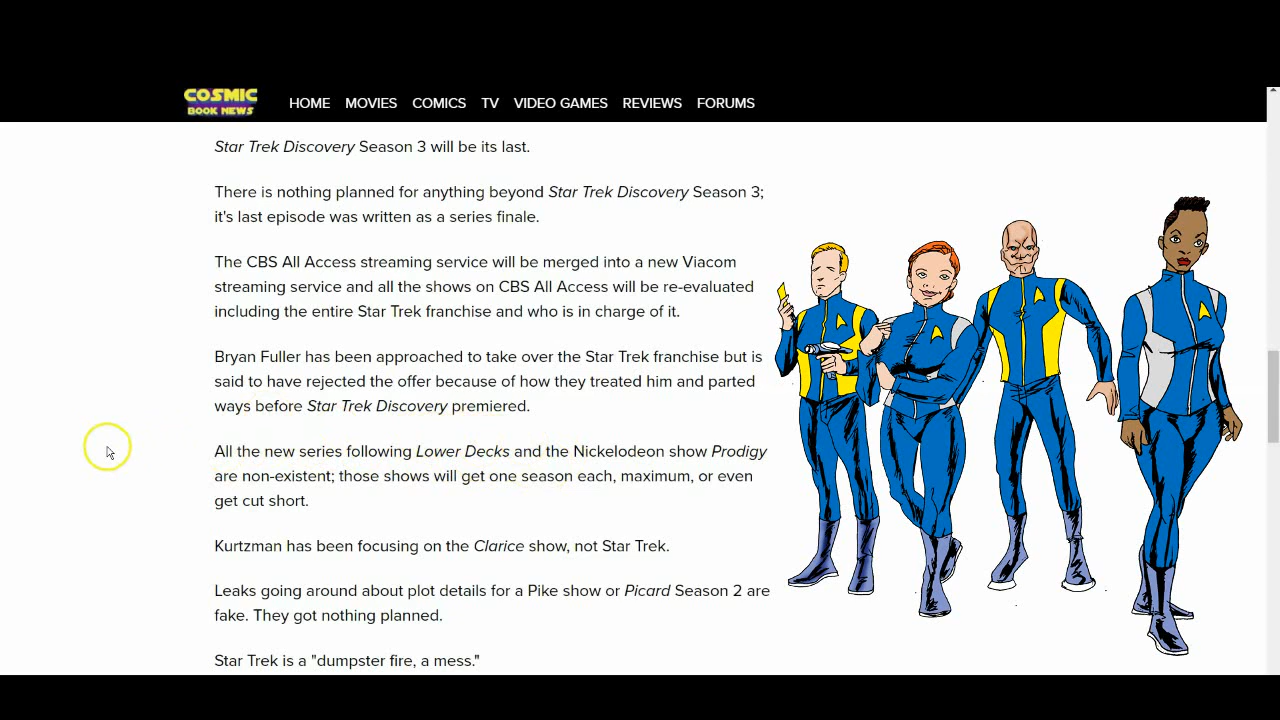 COSMIC
BOOK NEWS
HOME MOVIES COMICS TV VIDEO GAMES REVIEWS FORUMS
Star Trek Discovery Season 3 will be its last.
There is nothing planned for anything beyond Star Trek Discovery Season 3;
it's last episode was written as a series finale.
The CBS All Access streaming service will be merged into a new Viacom
streaming service and all the shows on CBS All Access will be re-evaluated
including the entire Star Trek franchise and who is in charge of it.
Bryan Fuller has been approached to take over the Star Trek franchise but is
said to have rejected the offer because of how they treated him and parted
ways before Star Trek Discovery premiered.
All the new series following Lower Decks and the Nickelodeon show Prodigy
are non-existent; those shows will get one season each, maximum, or even
get cut short.
Kurtzman has been focusing on the Clarice show, not Star Trek.
Leaks going around about plot details for a Pike show or Picard Season 2 are
fake. They got nothing planned.
Star Trek is a "dumpster fire, a mess."